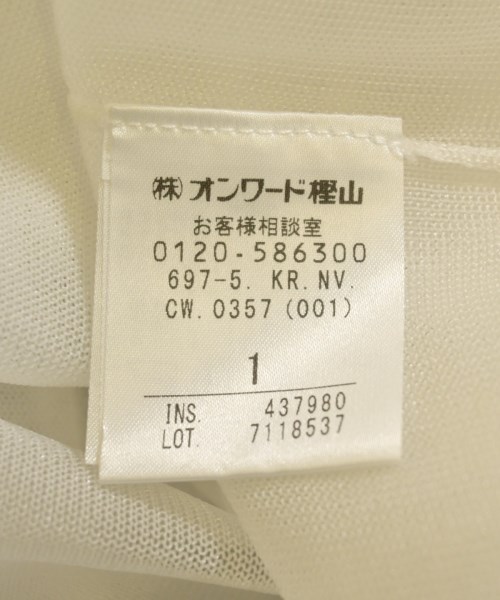 ㈱オンワード樫山
お客様相談室
0120-586300
697-5. KR. NV.
CW. 0357 (001)
1
INS. 437980
LOT. 7118537